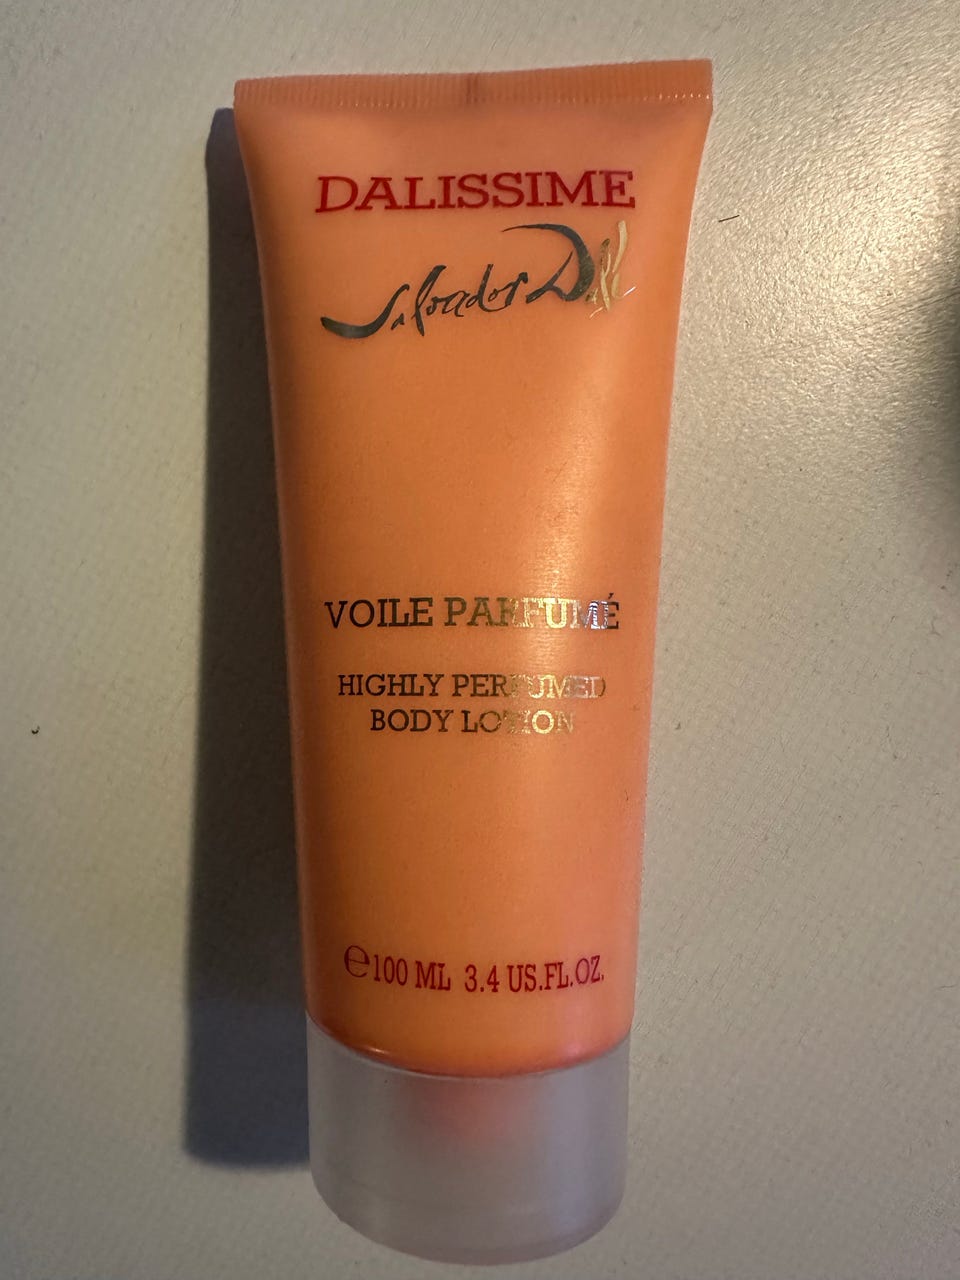 DALISSIME
Salvador Dalí
VOILE PARFUMÉ
HIGHLY PERFUMED
BODY LOTION
℮100 ML 3.4 US.FL.OZ.